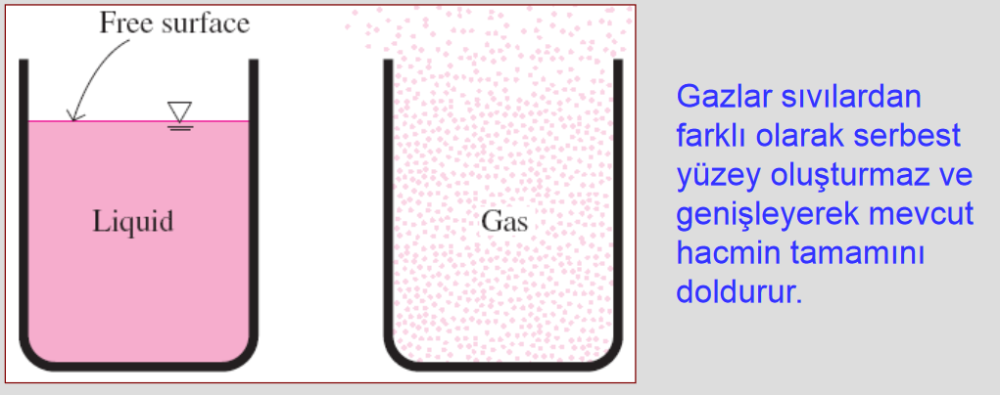 Free surface
Liquid
Gas
Gazlar sıvılardan
farklı olarak serbest
yüzey oluşturmaz ve
genişleyerek mevcut
hacmin tamamını
doldurur.